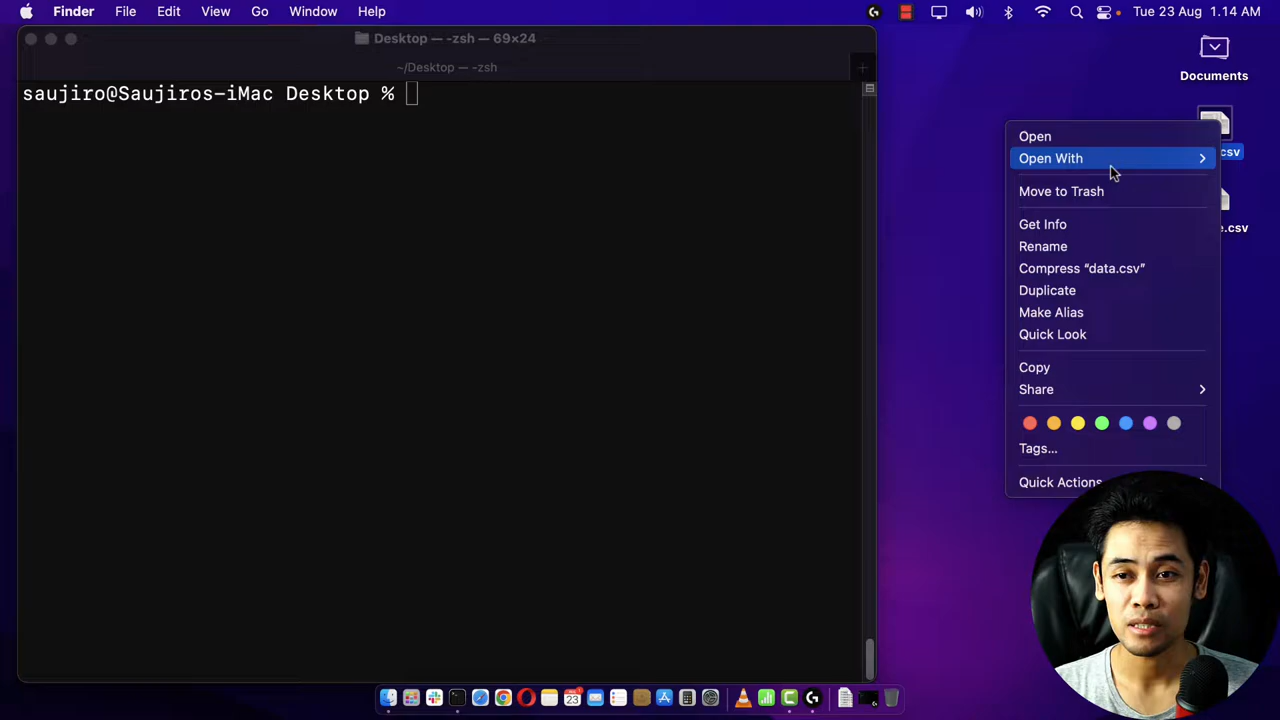 Finder File Edit View Go Window Help Tue 23 Aug 1.14 AM
Desktop — -zsh — 69×24
~/Desktop — -zsh
saujiro@Saujiros-iMac Desktop %
Documents
.csv
e.csv
Open
Open With
Move to Trash
Get Info
Rename
Compress “data.csv”
Duplicate
Make Alias
Quick Look
Copy
Share
Tags...
Quick Actions
AUG
23